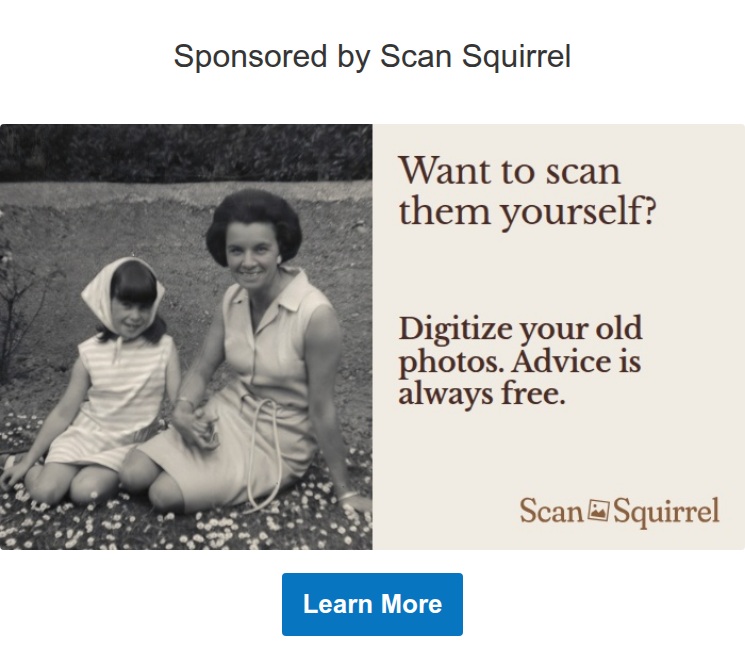 Sponsored by Scan Squirrel
Want to scan
them yourself?
Digitize your old
photos. Advice is
always free.
Scan Squirrel
Learn More